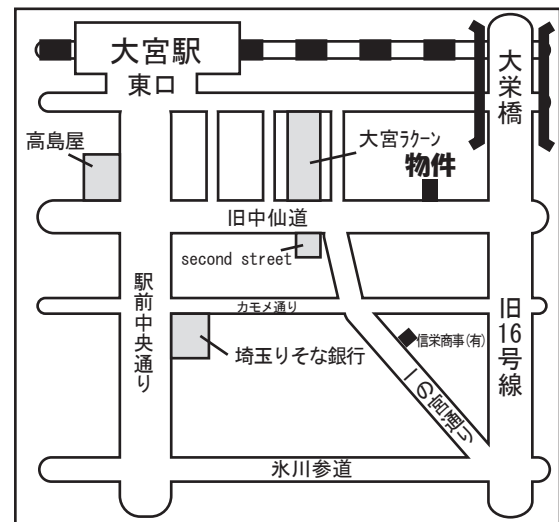 大宮駅
東口
大栄橋
高島屋
大宮ﾗｸｰﾝ
物件
旧中仙道
second street
駅前中央通り
カモメ通り
旧16号線
信栄商事(有)
埼玉りそな銀行
一の宮通り
氷川参道